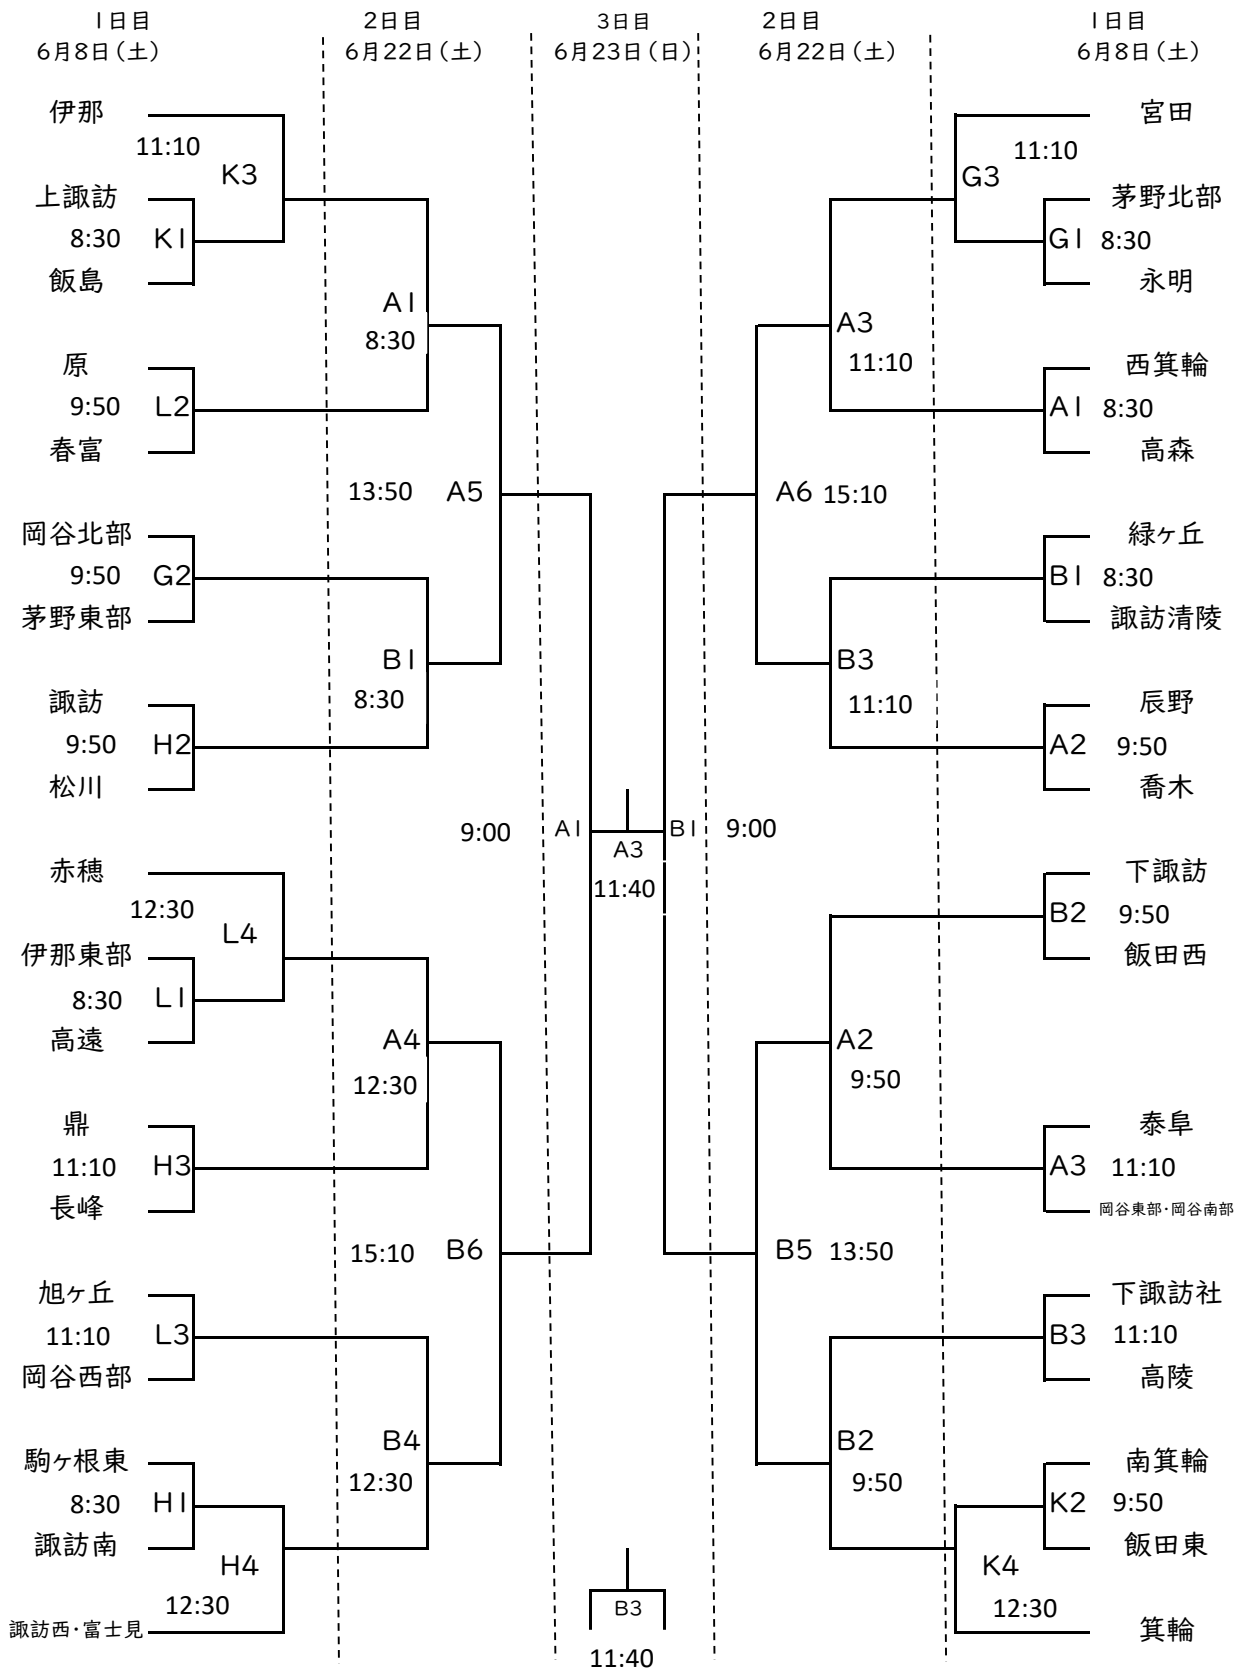 1日目 2日目 3日目 2日目 1日目
6月8日(土) 6月22日(土) 6月23日(日) 6月22日(土) 6月8日(土)
伊那 宮田
11:10 11:10
K3 G3
上諏訪 茅野北部
8:30 K1 G1 8:30
飯島 永明
A1 A3
8:30 11:10
原 西箕輪
9:50 L2 A1 8:30
春富 高森
13:50 A5 A6 15:10
岡谷北部 緑ヶ丘
9:50 G2 B1 8:30
茅野東部 諏訪清陵
B1 B3
8:30 11:10
諏訪 辰野
9:50 H2 A2 9:50
松川 喬木
9:00 A1 B1 9:00
A3
11:40
赤穂 下諏訪
12:30 B2 9:50
L4
伊那東部 飯田西
8:30 L1
高遠
A4 A2
12:30 9:50
鼎 泰阜
11:10 H3 A3 11:10
長峰 岡谷東部・岡谷南部
15:10 B6 B5 13:50
旭ヶ丘 下諏訪社
11:10 L3 B3 11:10
岡谷西部 高陵
B4 B2
12:30 9:50
駒ヶ根東 南箕輪
8:30 H1 K2 9:50
諏訪南 飯田東
H4 K4
12:30 12:30
諏訪西・富士見 箕輪
B3
11:40